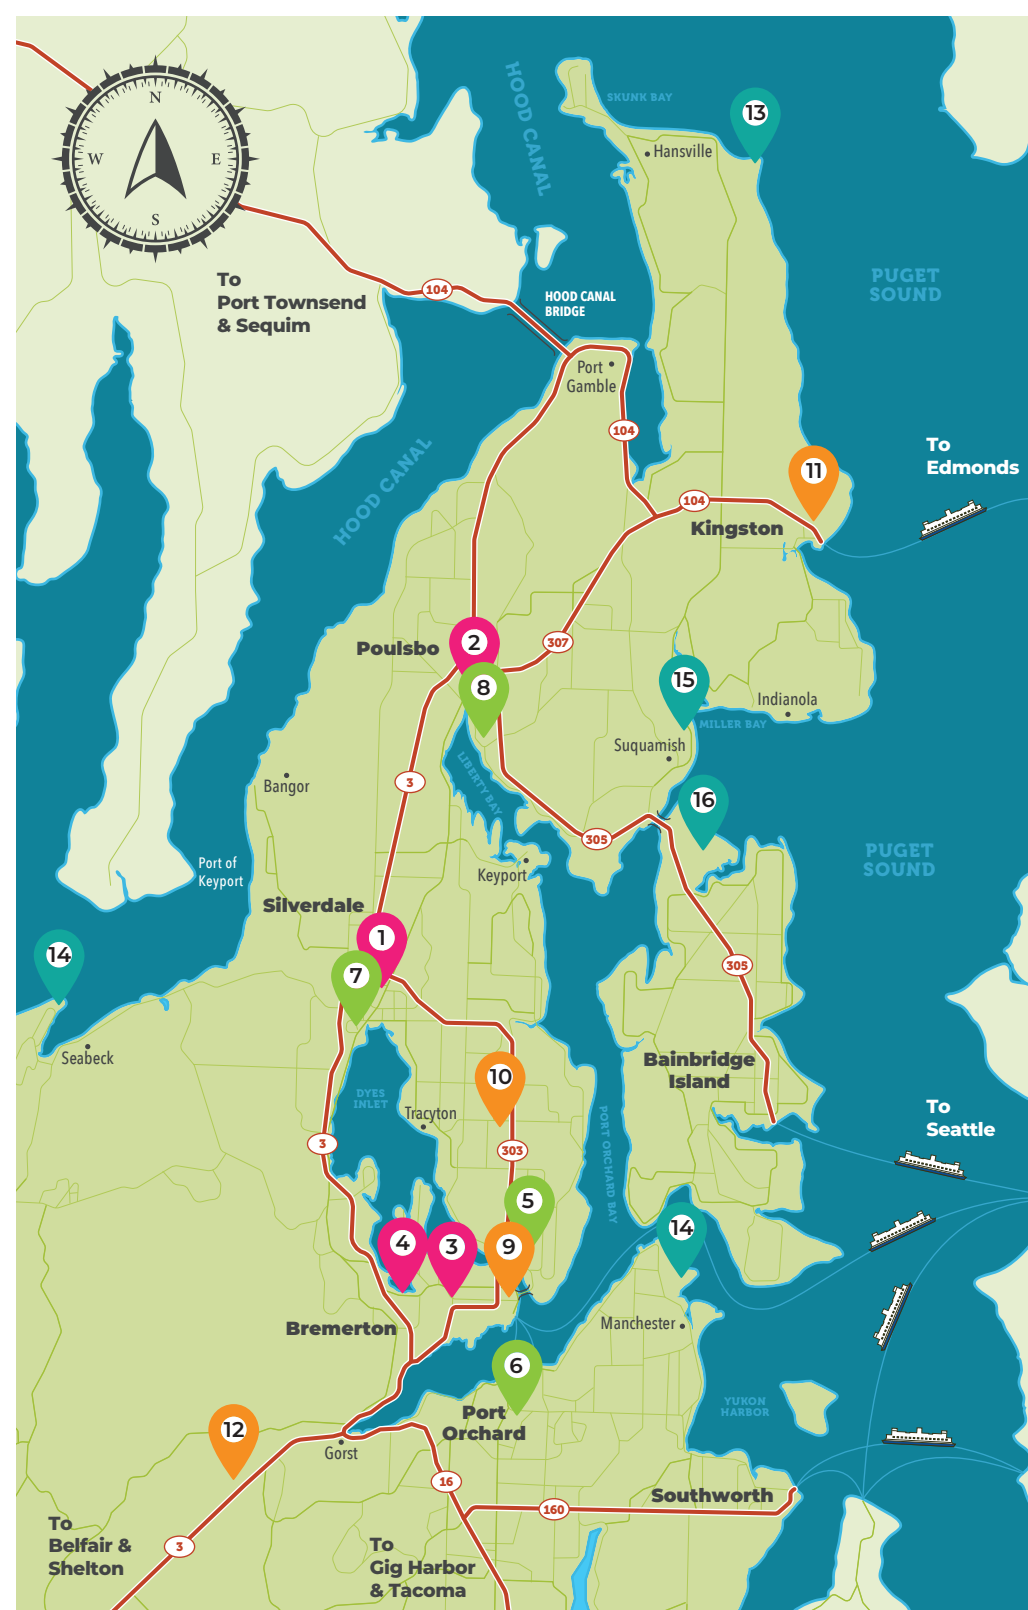 N
W
E
S
HOOD CANAL
SKUNK BAY
13
Hansville
To
Port Townsend
& Sequim
104
HOOD CANAL
BRIDGE
PUGET
SOUND
Port
Gamble
104
HOOD CANAL
To
Edmonds
11
104
Kingston
2
Poulsbo
307
8
15
Indianola
MILLER BAY
Suquamish
LIBERTY BAY
Bangor
3
16
305
Port of
Keyport
Keyport
PUGET
SOUND
Silverdale
1
14
7
305
Seabeck
Bainbridge
Island
10
DYES
INLET
Tracyton
PORT ORCHARD BAY
To
Seattle
3
303
5
14
4
3
9
Bremerton
Manchester
6
YUKON
HARBOR
Port
Orchard
12
Gorst
16
Southworth
160
To
Belfair &
Shelton
3
To
Gig Harbor
& Tacoma